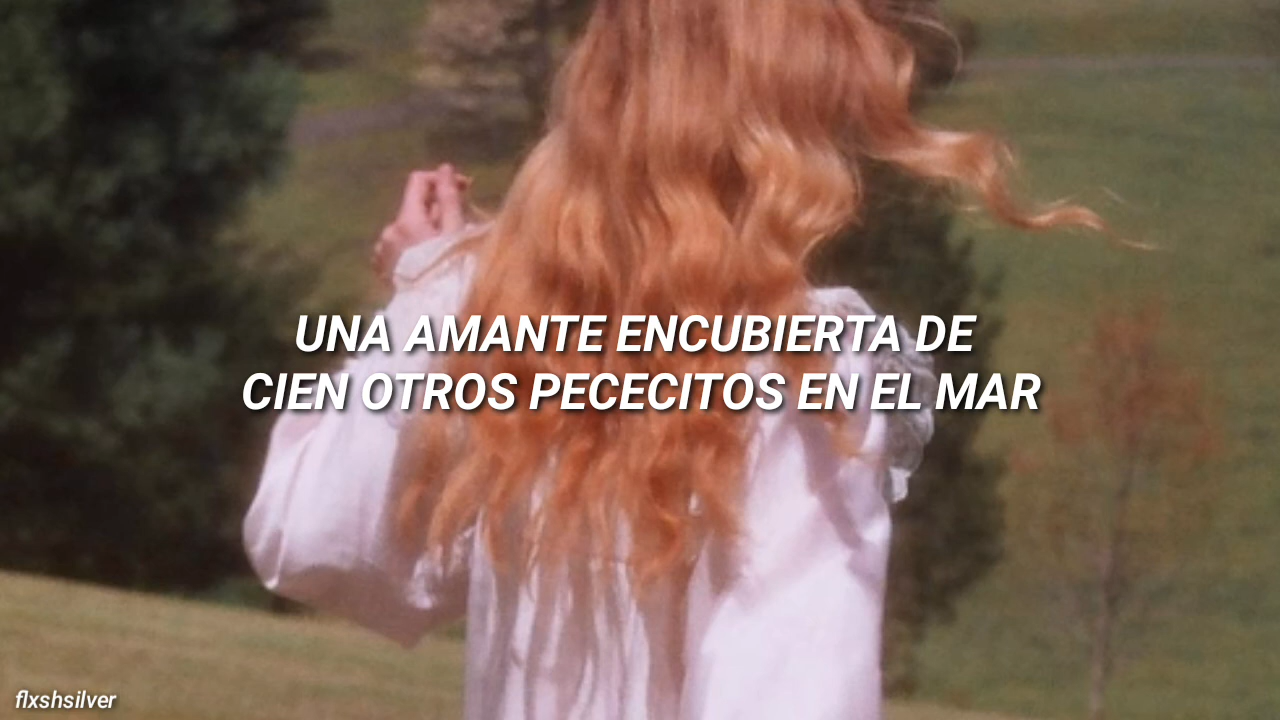 UNA AMANTE ENCUBIERTA DE
CIEN OTROS PECECITOS EN EL MAR
flxshsilver